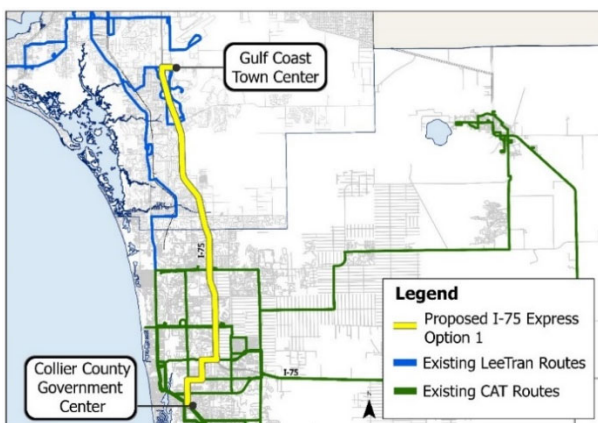 Gulf Coast
Town Center
I-75
I-75
Collier County
Government
Center
Legend
Proposed I-75 Express
Option 1
Existing LeeTran Routes
Existing CAT Routes